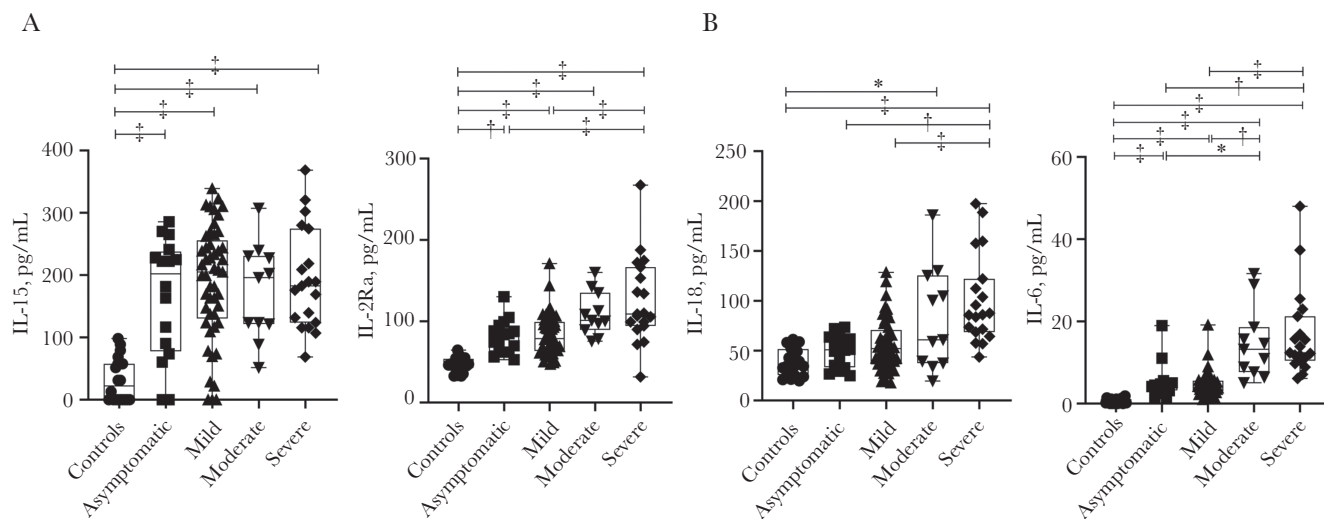 A
B
‡
‡
‡
‡
IL-15, pg/mL
400
300
200
100
0
Controls
Asymptomatic
Mild
Moderate
Severe
‡
‡
‡ ‡
† ‡
IL-2Ra, pg/mL
300
200
100
0
Controls
Asymptomatic
Mild
Moderate
Severe
*
‡
†
‡
IL-18, pg/mL
250
200
150
100
50
0
Controls
Asymptomatic
Mild
Moderate
Severe
‡
†
‡
‡
‡ †
‡ *
IL-6, pg/mL
60
40
20
0
Controls
Asymptomatic
Mild
Moderate
Severe